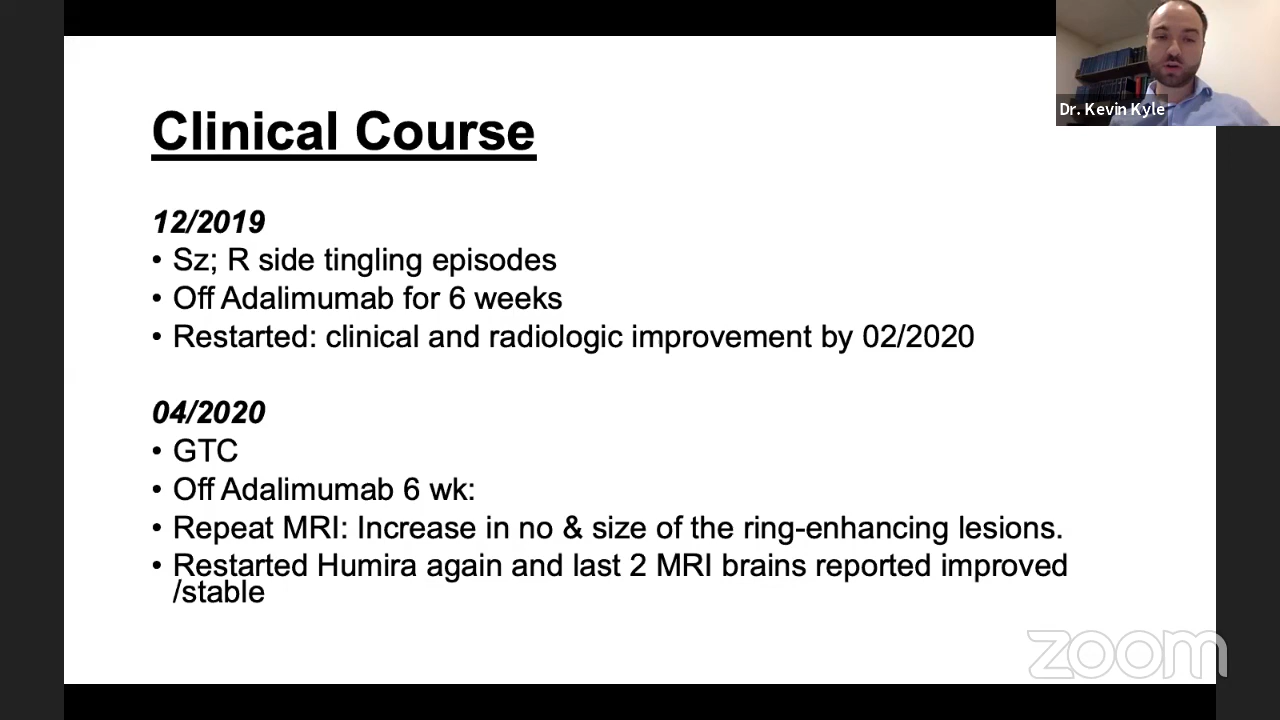 Dr. Kevin Kyle
Clinical Course
12/2019
• Sz; R side tingling episodes
• Off Adalimumab for 6 weeks
• Restarted: clinical and radiologic improvement by 02/2020
04/2020
• GTC
• Off Adalimumab 6 wk:
• Repeat MRI: Increase in no & size of the ring-enhancing lesions.
• Restarted Humira again and last 2 MRI brains reported improved
/stable
zoom